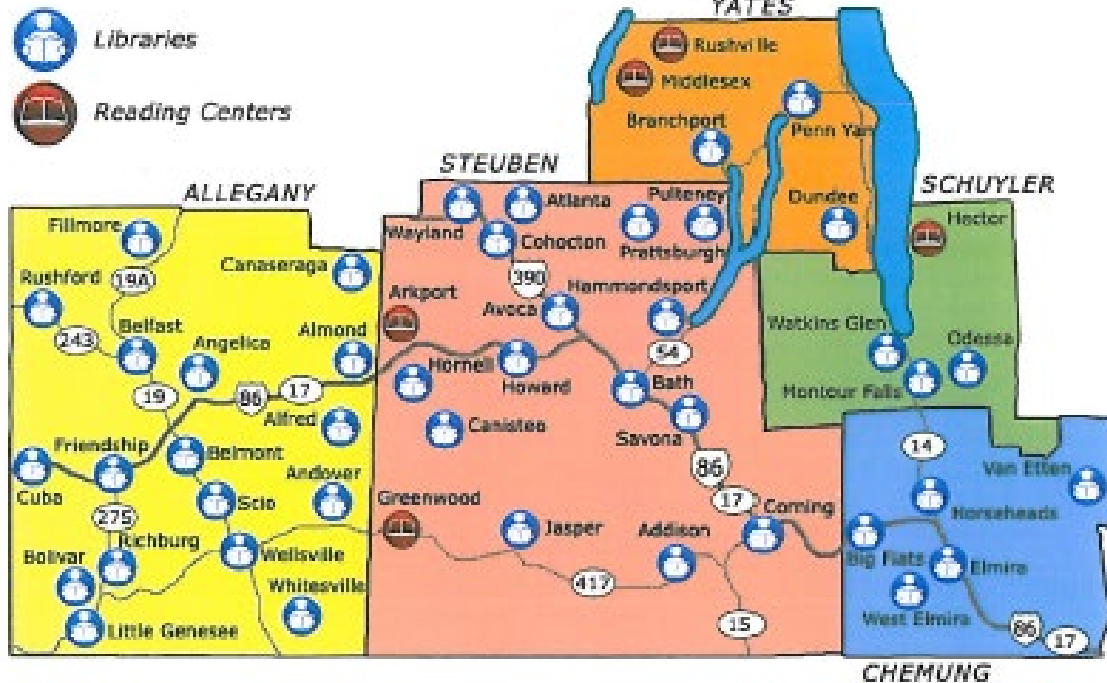 YATES
Libraries
Rushville
Middlesex
Reading Centers
Branchport
Penn Yan
STEUBEN
ALLEGANY
SCHUYLER
Pulteney
Dundee
Atlanta
Hector
Fillmore
Wayland
Cohocton
Prattsburgh
Canaseraga
Rushford
19A
390
Hammondsport
Arkport
Avoca
Watkins Glen
Belfast
Almond
243
Angelica
Odessa
54
Hornell
Howard
Bath
Montour Falls
19
86
17
Alfred
Canisteo
Savona
Friendship
Belmont
14
86
Van Etten
Andover
Cuba
Scio
Greenwood
17
Corning
Horseheads
275
Richburg
Jasper
Addison
Bolivar
Wellsville
Big Flats
Elmira
Whitesville
417
West Elmira
Little Genesee
15
86
17
CHEMUNG